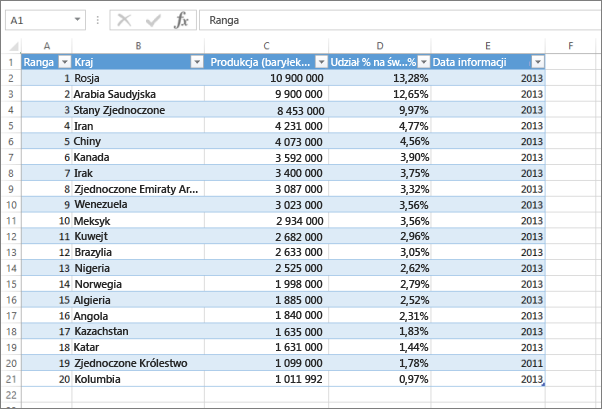 A1 fx Ranga
A B C D E F
1 Ranga Kraj Produkcja (baryłek... Udział % na św...% Data informacji
2 1 Rosja 10 900 000 13,28% 2013
3 2 Arabia Saudyjska 9 900 000 12,65% 2013
4 3 Stany Zjednoczone 8 453 000 9,97% 2013
5 4 Iran 4 231 000 4,77% 2013
6 5 Chiny 4 073 000 4,56% 2013
7 6 Kanada 3 592 000 3,90% 2013
8 7 Irak 3 400 000 3,75% 2013
9 8 Zjednoczone Emiraty Ar... 3 087 000 3,32% 2013
10 9 Wenezuela 3 023 000 3,56% 2013
11 10 Meksyk 2 934 000 3,56% 2013
12 11 Kuwejt 2 682 000 2,96% 2013
13 12 Brazylia 2 633 000 3,05% 2013
14 13 Nigeria 2 525 000 2,62% 2013
15 14 Norwegia 1 998 000 2,79% 2013
16 15 Algieria 1 885 000 2,52% 2013
17 16 Angola 1 840 000 2,31% 2013
18 17 Kazachstan 1 635 000 1,83% 2013
19 18 Katar 1 631 000 1,44% 2013
20 19 Zjednoczone Królestwo 1 099 000 1,78% 2011
21 20 Kolumbia 1 011 992 0,97% 2013
22